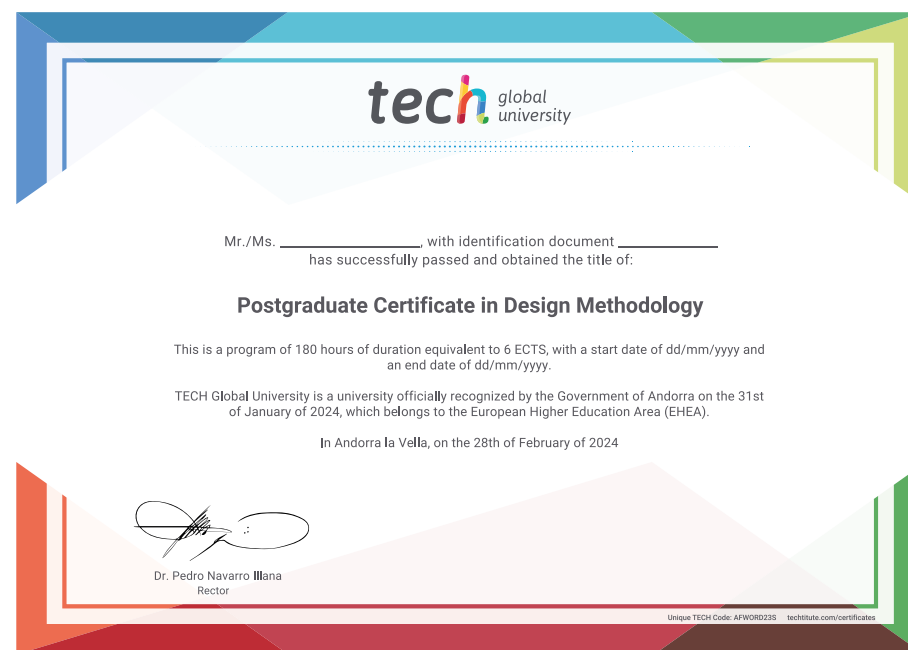 tech global university
Mr./Ms. ____________, with identification document ____________
has successfully passed and obtained the title of:
Postgraduate Certificate in Design Methodology
This is a program of 180 hours of duration equivalent to 6 ECTS, with a start date of dd/mm/yyyy and
an end date of dd/mm/yyyy.
TECH Global University is a university officially recognized by the Government of Andorra on the 31st
of January of 2024, which belongs to the European Higher Education Area (EHEA).
In Andorra la Vella, on the 28th of February of 2024
Dr. Pedro Navarro Illana
Rector
Unique TECH Code: AFWORD23S techtitute.com/certificates